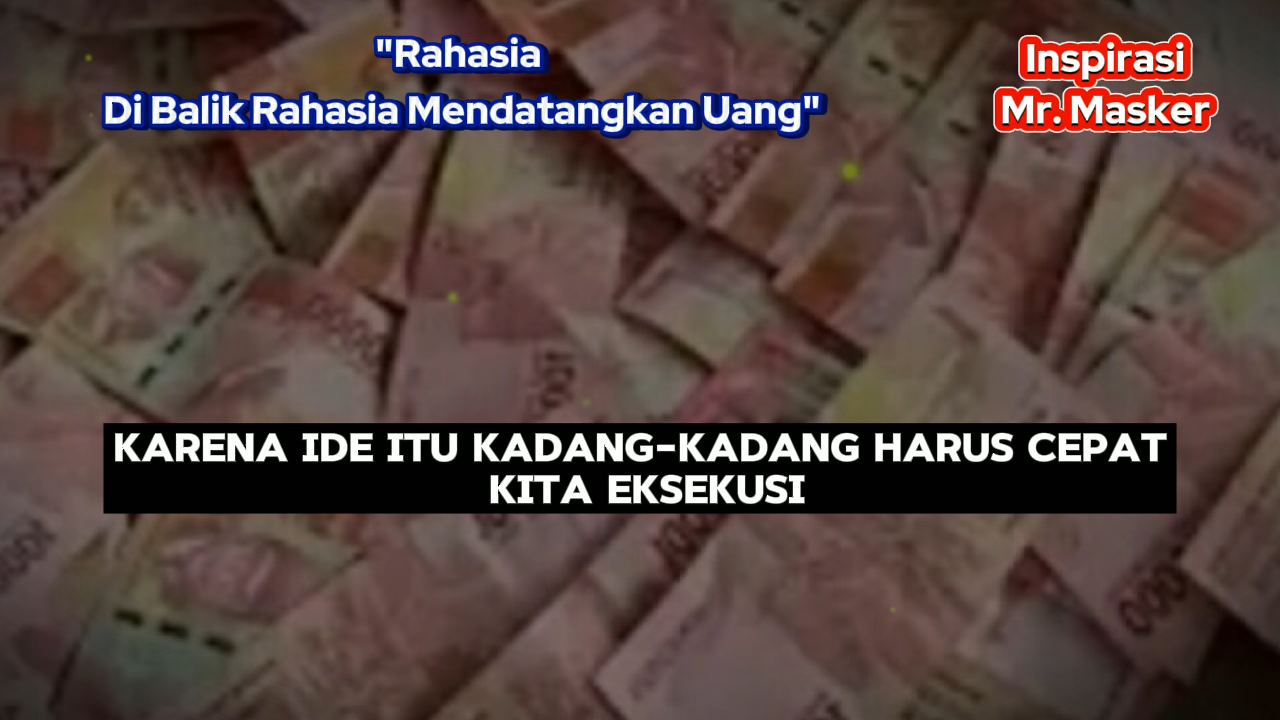 "Rahasia
Di Balik Rahasia Mendatangkan Uang"
Inspirasi
Mr. Masker
KARENA IDE ITU KADANG-KADANG HARUS CEPAT
KITA EKSEKUSI